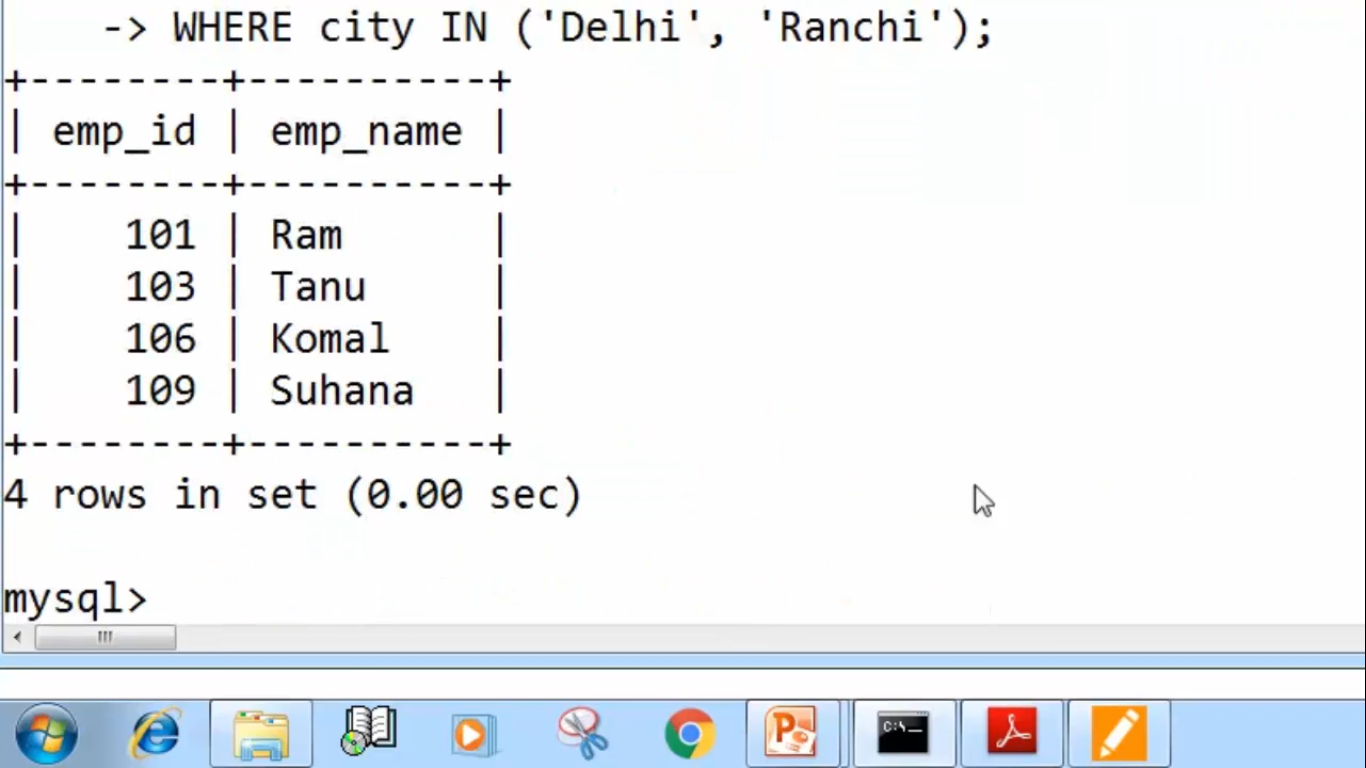 -> WHERE city IN ('Delhi', 'Ranchi');
+--------+----------+
| emp_id | emp_name |
+--------+----------+
|    101 | Ram      |
|    103 | Tanu     |
|    106 | Komal    |
|    109 | Suhana   |
+--------+----------+
4 rows in set (0.00 sec)
mysql>
C:\_